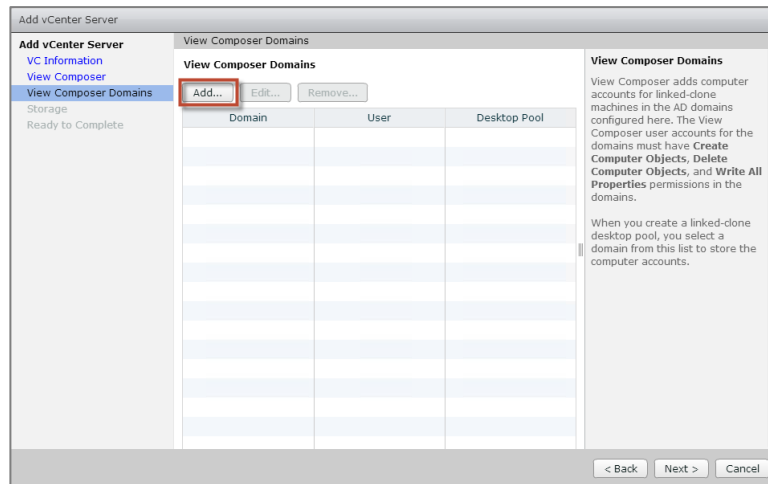 Add vCenter Server
Add vCenter Server
VC Information
View Composer
View Composer Domains
Storage
Ready to Complete
View Composer Domains
View Composer Domains
Add...
Edit...
Remove...
Domain
User
Desktop Pool
View Composer Domains
View Composer adds computer
accounts for linked-clone
machines in the AD domains
configured here. The View
Composer user accounts for the
domains must have Create
Computer Objects, Delete
Computer Objects, and Write All
Properties permissions in the
domains.
When you create a linked-clone
desktop pool, you select a
domain from this list to store the
computer accounts.
< Back
Next >
Cancel